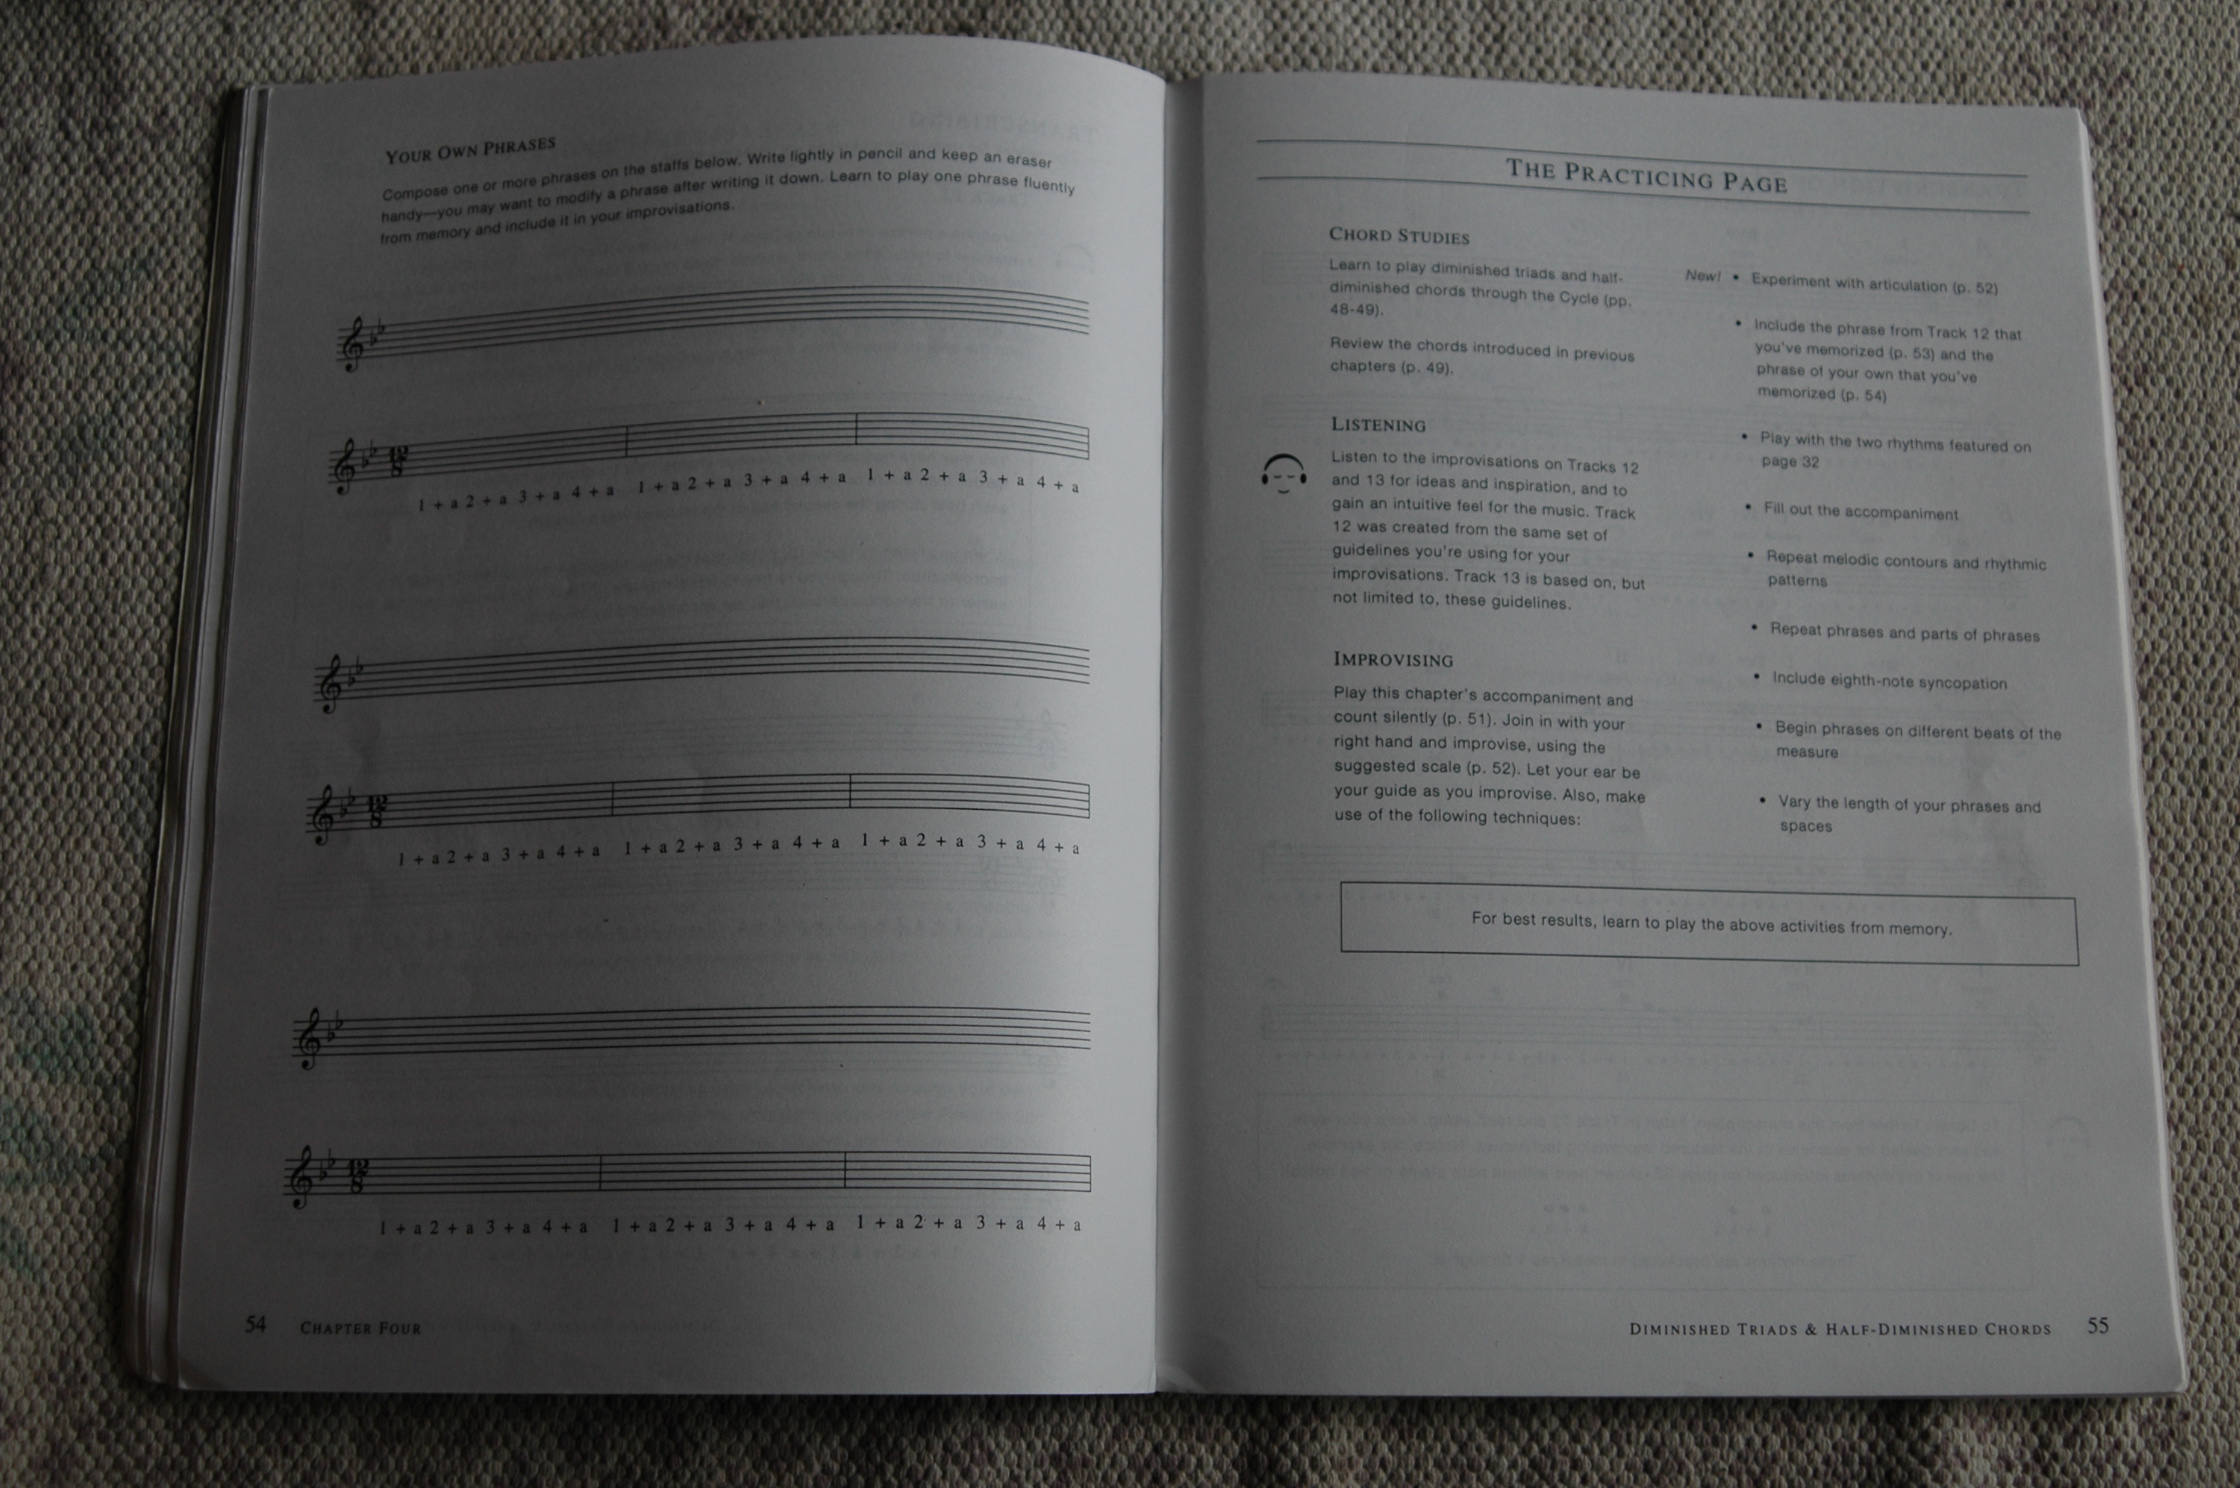 YOUR OWN PHRASES
Compose one or more phrases on the staffs below. Write lightly in pencil and keep an eraser
handy—you may want to modify a phrase after writing it down. Learn to play one phrase fluently
from memory and include it in your improvisations.
12
8
1 + a 2 + a 3 + a 4 + a 1 + a 2 + a 3 + a 4 + a 1 + a 2 + a 3 + a 4 + a
12
8
1 + a 2 + a 3 + a 4 + a 1 + a 2 + a 3 + a 4 + a 1 + a 2 + a 3 + a 4 + a
12
8
1 + a 2 + a 3 + a 4 + a 1 + a 2 + a 3 + a 4 + a 1 + a 2 + a 3 + a 4 + a
54 CHAPTER FOUR
THE PRACTICING PAGE
CHORD STUDIES
Learn to play diminished triads and half-
diminished chords through the Cycle (pp.
48-49).
Review the chords introduced in previous
chapters (p. 49).
LISTENING
Listen to the improvisations on Tracks 12
and 13 for ideas and inspiration, and to
gain an intuitive feel for the music. Track
12 was created from the same set of
guidelines you're using for your
improvisations. Track 13 is based on, but
not limited to, these guidelines.
IMPROVISING
Play this chapter's accompaniment and
count silently (p. 51). Join in with your
right hand and improvise, using the
suggested scale (p. 52). Let your ear be
your guide as you improvise. Also, make
use of the following techniques:
New! • Experiment with articulation (p. 52)
• Include the phrase from Track 12 that
you've memorized (p. 53) and the
phrase of your own that you've
memorized (p. 54)
• Play with the two rhythms featured on
page 32
• Fill out the accompaniment
• Repeat melodic contours and rhythmic
patterns
• Repeat phrases and parts of phrases
• Include eighth-note syncopation
• Begin phrases on different beats of the
measure
• Vary the length of your phrases and
spaces
For best results, learn to play the above activities from memory.
DIMINISHED TRIADS & HALF-DIMINISHED CHORDS 55